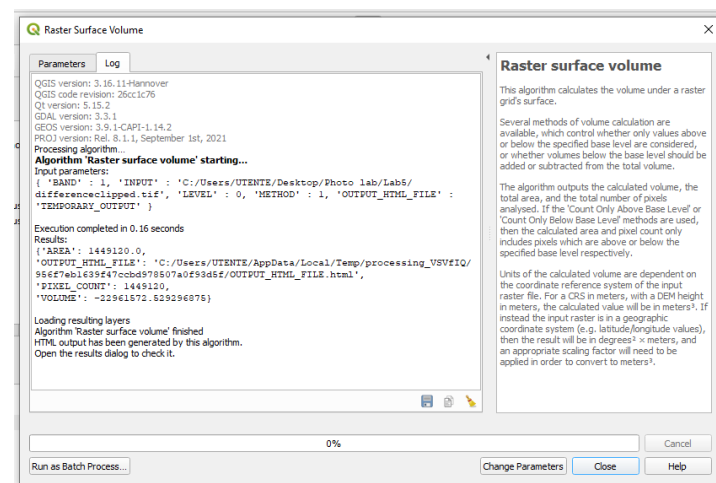 Raster Surface Volume
Parameters
Log
QGIS version: 3.16.11-Hannover
QGIS code revision: 26cc1c76
Qt version: 5.15.2
GDAL version: 3.3.1
GEOS version: 3.9.1-CAPI-1.14.2
PROJ version: Rel. 8.1.1, September 1st, 2021
Processing algorithm…
Algorithm 'Raster surface volume' starting…
Input parameters:
{ 'BAND' : 1, 'INPUT' : 'C:/Users/UTENTE/Desktop/Photo lab/Lab5/
differenceclipped.tif', 'LEVEL' : 0, 'METHOD' : 1, 'OUTPUT_HTML_FILE' :
'TEMPORARY_OUTPUT' }
Execution completed in 0.16 seconds
Results:
{'AREA': 1449120.0,
'OUTPUT_HTML_FILE': 'C:/Users/UTENTE/AppData/Local/Temp/processing_VSVfIQ/
956f7eb1639f47ccbd978507a0f93d5f/OUTPUT_HTML_FILE.html',
'PIXEL_COUNT': 1449120,
'VOLUME': -22961572.529296875}
Loading resulting layers
Algorithm 'Raster surface volume' finished
HTML output has been generated by this algorithm.
Open the results dialog to check it.
Raster surface volume
This algorithm calculates the volume under a raster
grid's surface.
Several methods of volume calculation are
available, which control whether only values above
or below the specified base level are considered,
or whether volumes below the base level should be
added or subtracted from the total volume.
The algorithm outputs the calculated volume, the
total area, and the total number of pixels
analysed. If the 'Count Only Above Base Level' or
'Count Only Below Base Level' methods are used,
then the calculated area and pixel count only
includes pixels which are above or below the
specified base level respectively.
Units of the calculated volume are dependent on
the coordinate reference system of the input
raster file. For a CRS in meters, with a DEM height
in meters, the calculated value will be in meters³. If
instead the input raster is in a geographic
coordinate system (e.g. latitude/longitude values),
then the result will be in degrees² × meters, and
an appropriate scaling factor will need to be
applied in order to convert to meters³.
0%
Cancel
Run as Batch Process…
Change Parameters
Close
Help